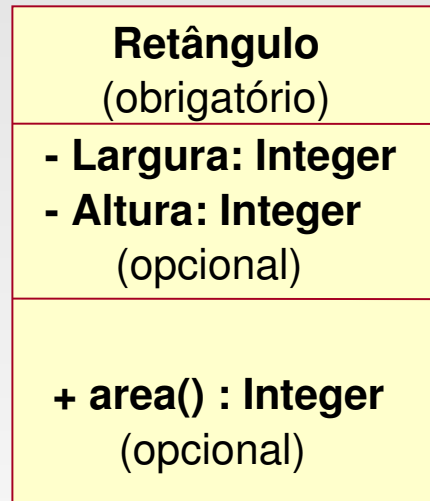 Retângulo
(obrigatório)
- Largura: Integer
- Altura: Integer
(opcional)
+ area() : Integer
(opcional)